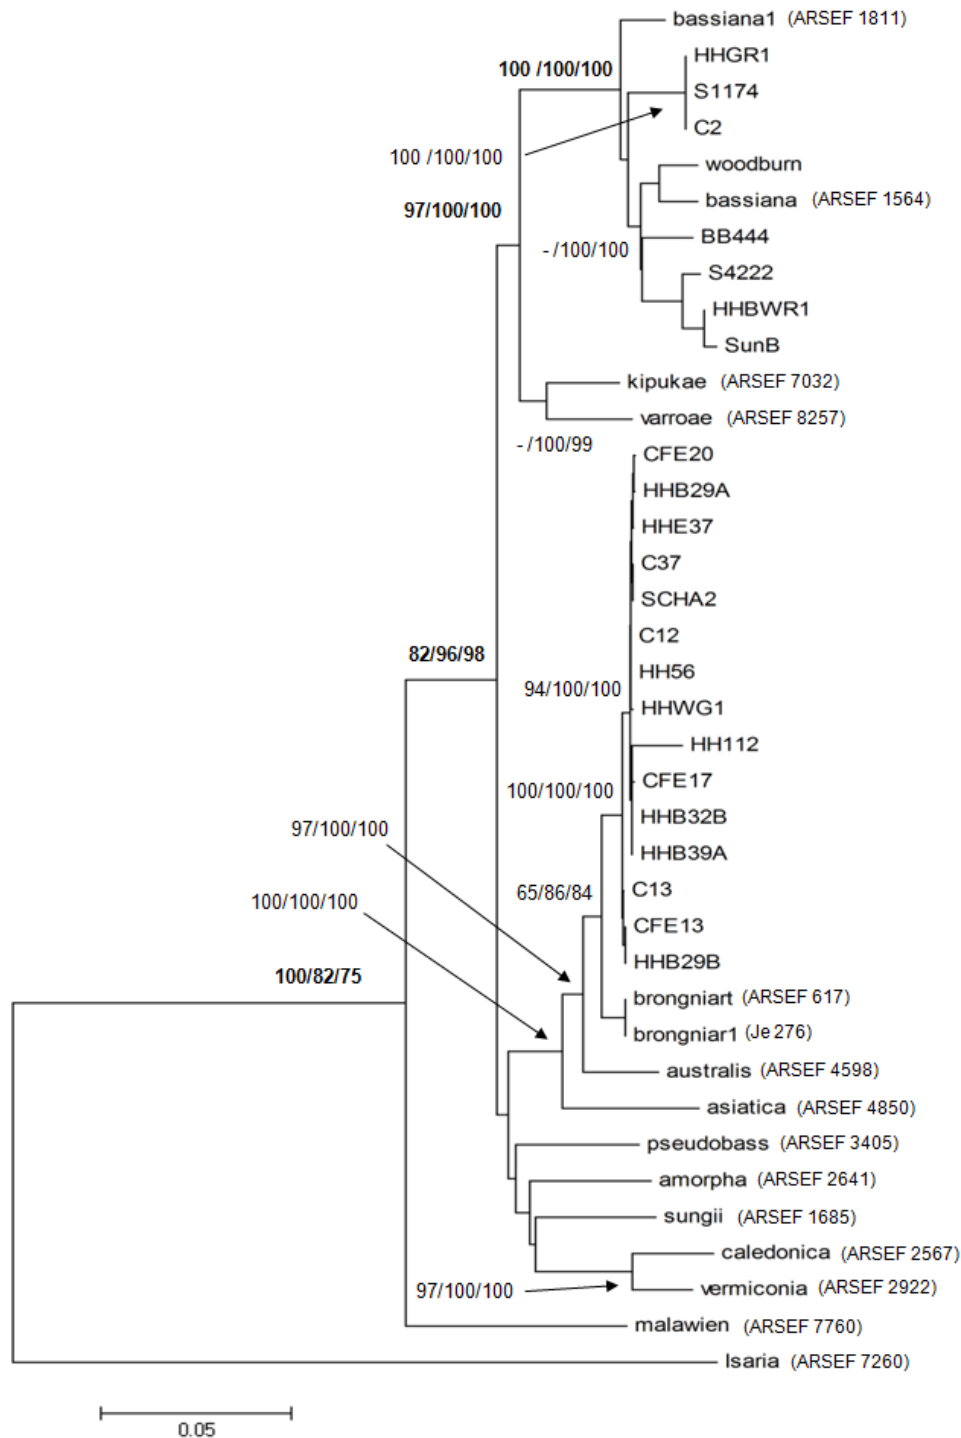 bassiana1 (ARSEF 1811)
HHGR1
100 /100/100
S1174
C2
100 /100/100
woodburn
bassiana (ARSEF 1564)
97/100/100
BB444
- /100/100
S4222
HHBWR1
SunB
kipukae (ARSEF 7032)
varroae (ARSEF 8257)
- /100/99
CFE20
HHB29A
HHE37
C37
SCHA2
C12
82/96/98
HH56
94/100/100
HHWG1
HH112
CFE17
100/100/100
HHB32B
97/100/100
HHB39A
C13
65/86/84
100/100/100
CFE13
HHB29B
100/82/75
brongniart (ARSEF 617)
brongniar1 (Je 276)
australis (ARSEF 4598)
asiatica (ARSEF 4850)
pseudobass (ARSEF 3405)
amorpha (ARSEF 2641)
sungii (ARSEF 1685)
caledonica (ARSEF 2567)
97/100/100
vermiconia (ARSEF 2922)
malawien (ARSEF 7760)
Isaria (ARSEF 7260)
0.05